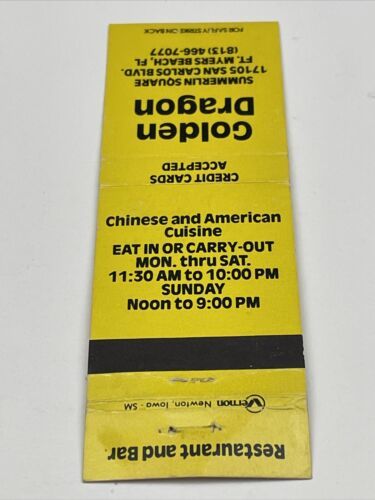 FOR SAFETY STRIKE ON BACK
(813) 466-7077
FT. MYERS BEACH, FL
17105 SAN CARLOS BLVD.
SUMMERLIN SQUARE
Dragon
Golden
ACCEPTED
CREDIT CARDS
Chinese and American
Cuisine
EAT IN OR CARRY-OUT
MON. thru SAT.
11:30 AM to 10:00 PM
SUNDAY
Noon to 9:00 PM
Vernon Newton, Iowa - SM
Restaurant and Bar